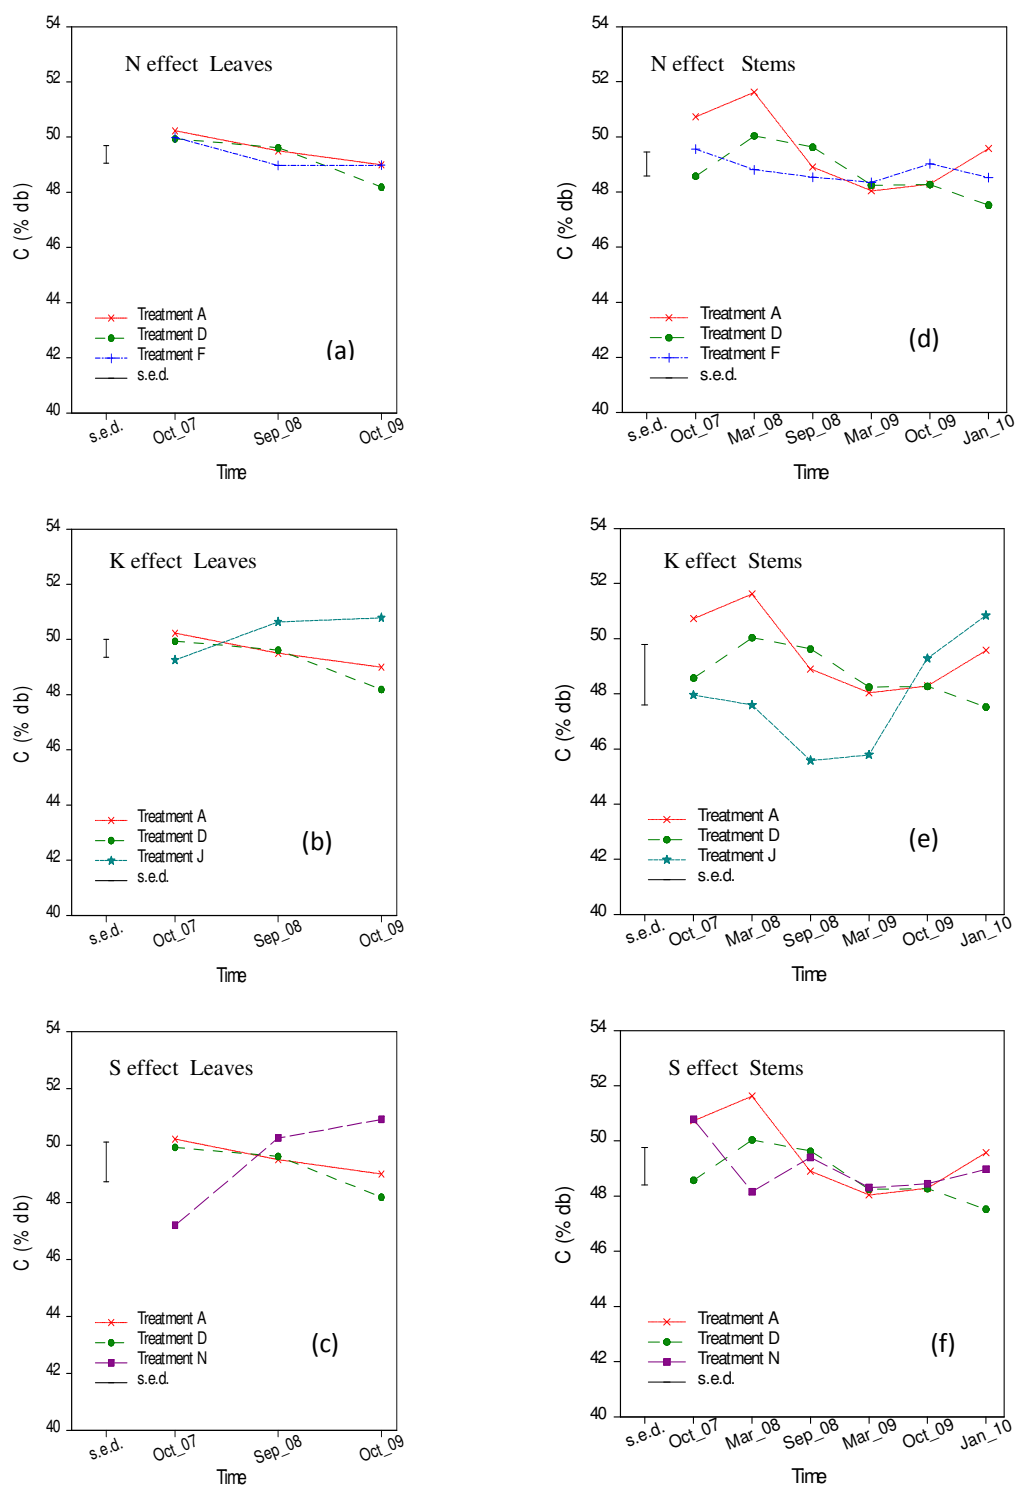 N effect Leaves
54
52
50
48
46
44
42
40
C (% db)
Treatment A
Treatment D
Treatment F
s.e.d.
(a)
s.e.d.
Oct_07
Sep_08
Oct_09
Time
N effect Stems
54
52
50
48
46
44
42
40
C (% db)
Treatment A
Treatment D
Treatment F
s.e.d.
(d)
s.e.d.
Oct_07
Mar_08
Sep_08
Mar_09
Oct_09
Jan_10
Time
K effect Leaves
54
52
50
48
46
44
42
40
C (% db)
Treatment A
Treatment D
Treatment J
s.e.d.
(b)
s.e.d.
Oct_07
Sep_08
Oct_09
Time
K effect Stems
54
52
50
48
46
44
42
40
C (% db)
Treatment A
Treatment D
Treatment J
s.e.d.
(e)
s.e.d.
Oct_07
Mar_08
Sep_08
Mar_09
Oct_09
Jan_10
Time
S effect Leaves
54
52
50
48
46
44
42
40
C (% db)
Treatment A
Treatment D
Treatment N
s.e.d.
(c)
s.e.d.
Oct_07
Sep_08
Oct_09
Time
S effect Stems
54
52
50
48
46
44
42
40
C (% db)
Treatment A
Treatment D
Treatment N
s.e.d.
(f)
s.e.d.
Oct_07
Mar_08
Sep_08
Mar_09
Oct_09
Jan_10
Time